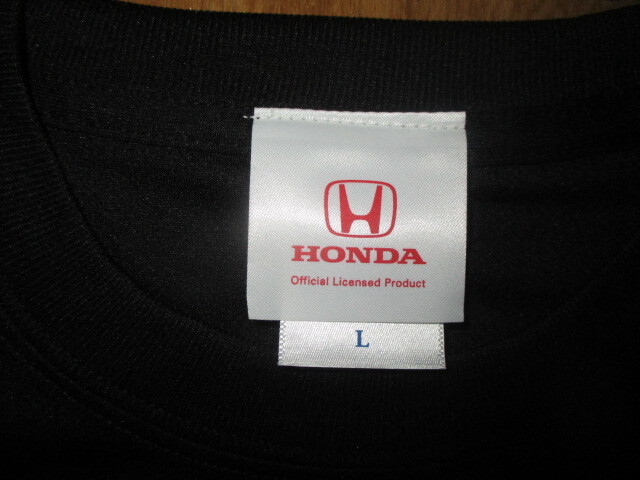 HONDA
Official Licensed Product
L